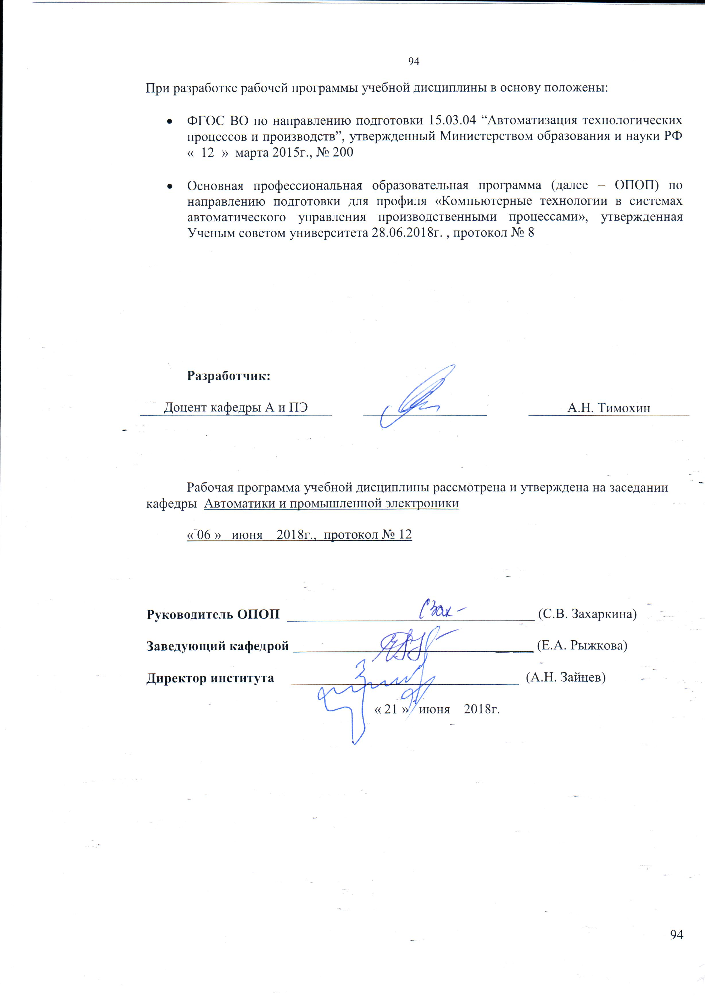 94
При разработке рабочей программы учебной дисциплины в основу положены:
• ФГОС ВО по направлению подготовки 15.03.04 “Автоматизация технологических
процессов и производств”, утвержденный Министерством образования и науки РФ
« 12 » марта 2015г., № 200
• Основная профессиональная образовательная программа (далее – ОПОП) по
направлению подготовки для профиля «Компьютерные технологии в системах
автоматического управления производственными процессами», утвержденная
Ученым советом университета 28.06.2018г. , протокол № 8
Разработчик:
Доцент кафедры А и ПЭ А.Н. Тимохин
Рабочая программа учебной дисциплины рассмотрена и утверждена на заседании
кафедры Автоматики и промышленной электроники
« 06 » июня 2018г., протокол № 12
Руководитель ОПОП (С.В. Захаркина)
Заведующий кафедрой (Е.А. Рыжкова)
Директор института (А.Н. Зайцев)
« 21 » июня 2018г.
94